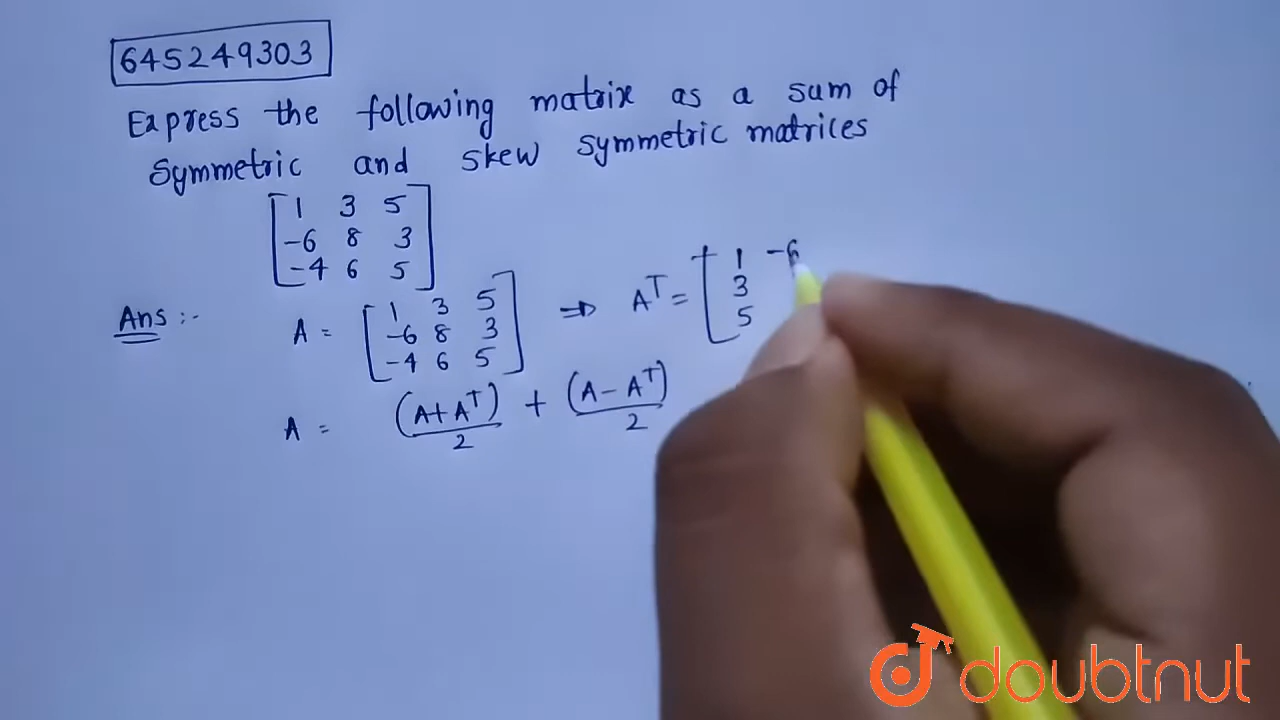 645249303
Express the following matrix as a sum of
Symmetric and skew symmetric matrices
1 3 5
-6 8 3
-4 6 5
Ans :-
A = [1 3 5
-6 8 3
-4 6 5] ⇒ A^T = [1 -6
3
5
A = (A+A^T)/2 + (A-A^T)/2
doubtnut